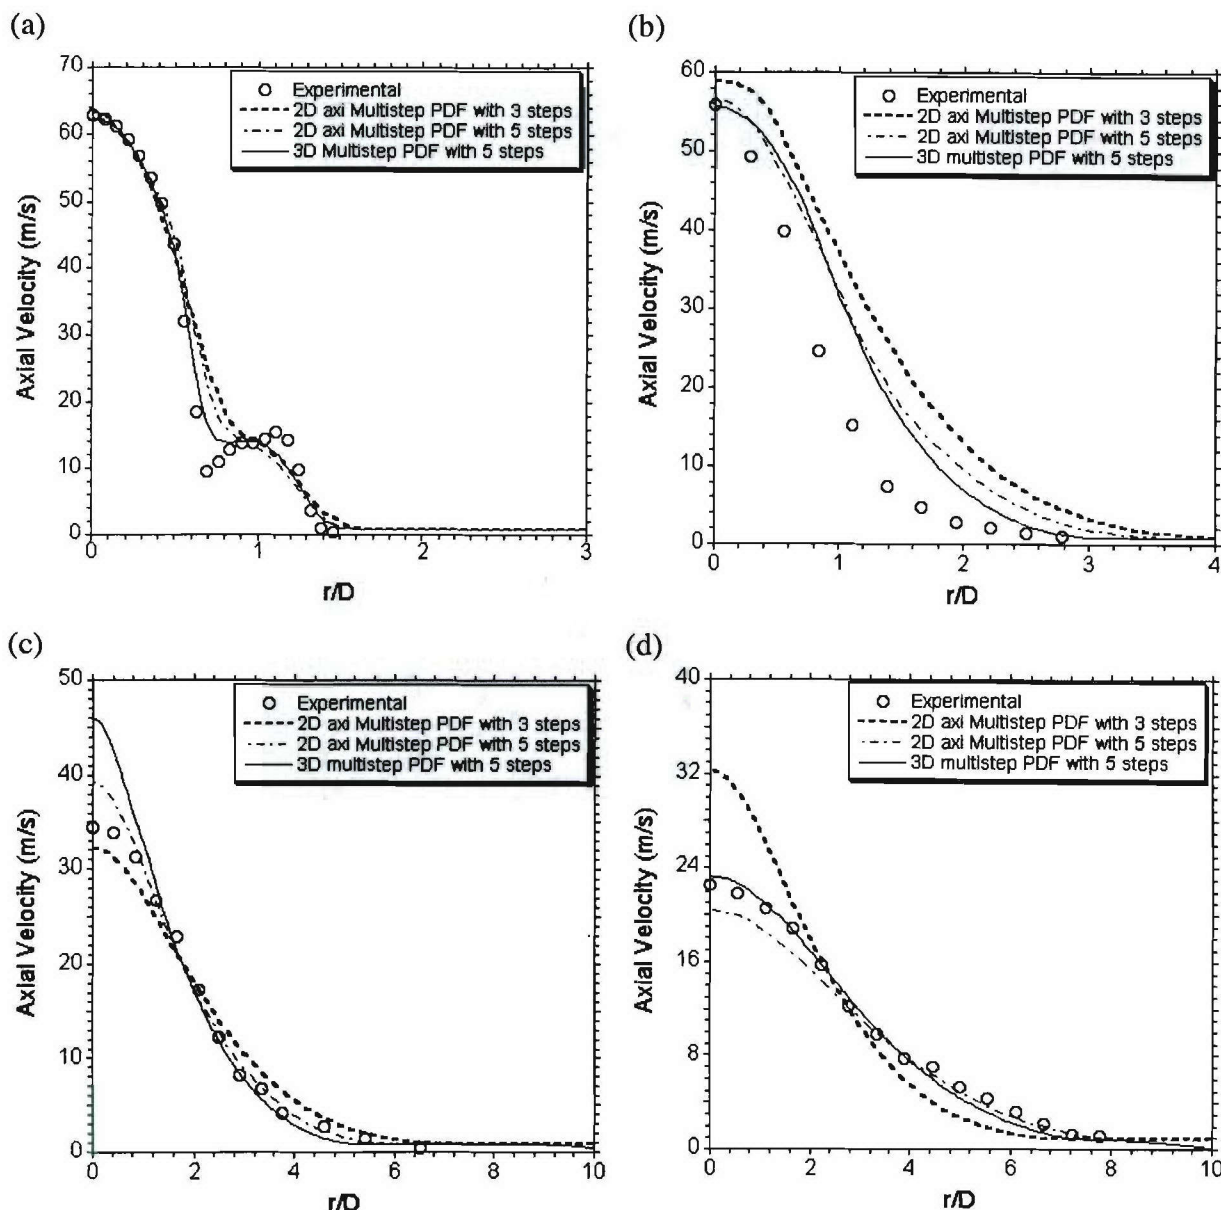 (a)
70
60
50
40
30
20
10
0
Axial Velocity (m/s)
Experimental
2D axi Multistep PDF with 3 steps
2D axi Multistep PDF with 5 steps
3D Multistep PDF with 5 steps
0 1 2 3
r/D
(b)
60
50
40
30
20
10
0
Axial Velocity (m/s)
Experimental
2D axi Multistep PDF with 3 steps
2D axi Multistep PDF with 5 steps
3D multistep PDF with 5 steps
0 1 2 3 4
r/D
(c)
50
40
30
20
10
0
Axial Velocity (m/s)
Experimental
2D axi Multistep PDF with 3 steps
2D axi Multistep PDF with 5 steps
3D multistep PDF with 5 steps
0 2 4 6 8 10
r/D
(d)
40
32
24
16
8
0
Axial Velocity (m/s)
Experimental
2D axi Multistep PDF with 3 steps
2D axi Multistep PDF with 5 steps
3D multistep PDF with 5 steps
0 2 4 6 8 10
r/D